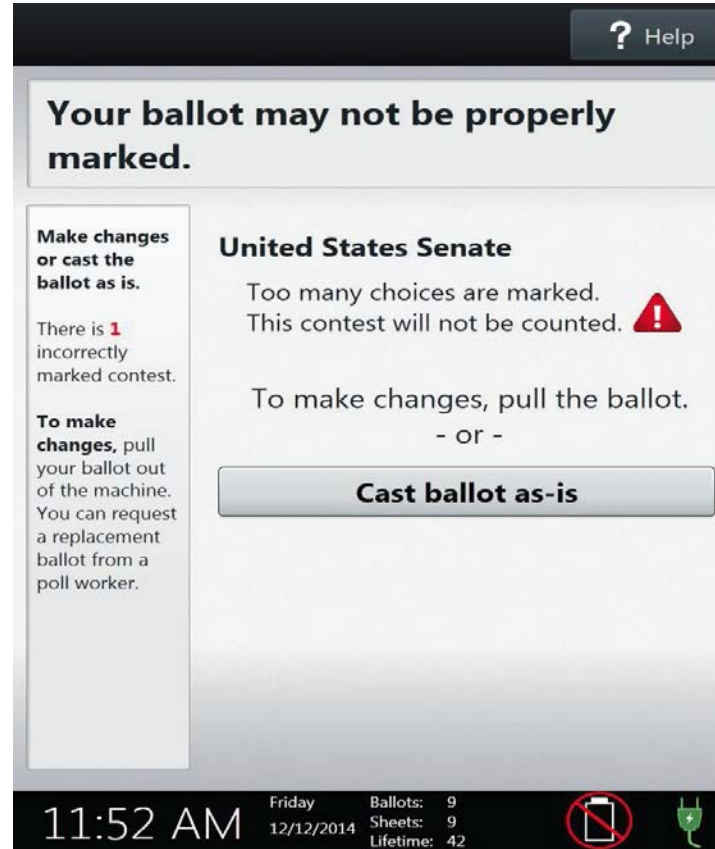 ? Help
Your ballot may not be properly
marked.
Make changes
or cast the
ballot as is.
There is 1
incorrectly
marked contest.
To make
changes, pull
your ballot out
of the machine.
You can request
a replacement
ballot from a
poll worker.
United States Senate
Too many choices are marked.
This contest will not be counted.
To make changes, pull the ballot.
- or -
Cast ballot as-is
11:52 AM
Friday
12/12/2014
Ballots: 9
Sheets: 9
Lifetime: 42